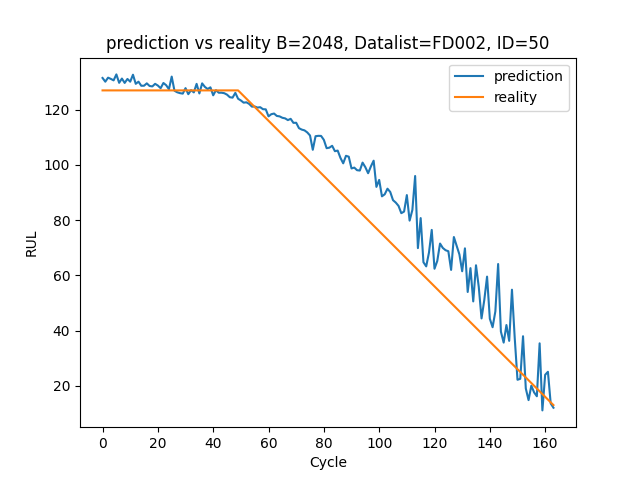 prediction vs reality B=2048, Datalist=FD002, ID=50
prediction
reality
RUL
120
100
80
60
40
20
0 20 40 60 80 100 120 140 160
Cycle